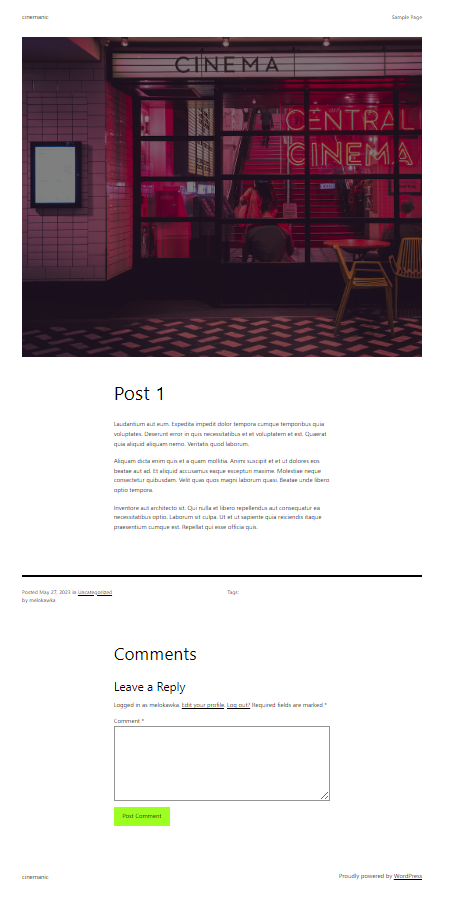 cinemanic
Sample Page
CINEMA
CENTRAL
CINEMA
Post 1
Laudantium aut eum. Expedita impedit dolor tempora cumque temporibus quia
voluptates. Deserunt error in quis necessitatibus et et voluptatem et est. Quaerat
quia aliquid aliquam nemo. Veritatis quod laborum.
Aliquam dicta enim quis et a quam mollitia. Animi suscipit et et ut dolores eos
beatae aut ad. Et aliquid accusamus eaque excepturi maxime. Molestiae neque
consectetur quibusdam. Velit quas quos magni laborum quasi. Beatae unde libero
optio tempora.
Inventore aut architecto sit. Qui nulla et libero repellendus aut consequatur ea
necessitatibus optio. Laborum sit culpa. Ut et ut sapiente quia reiciendis itaque
praesentium cumque est. Repellat qui esse officia quis.
Posted May 27, 2023 in Uncategorized
by melokawka
Tags:
Comments
Leave a Reply
Logged in as melokawka. Edit your profile. Log out? Required fields are marked *
Comment *
Post Comment
cinemanic
Proudly powered by WordPress